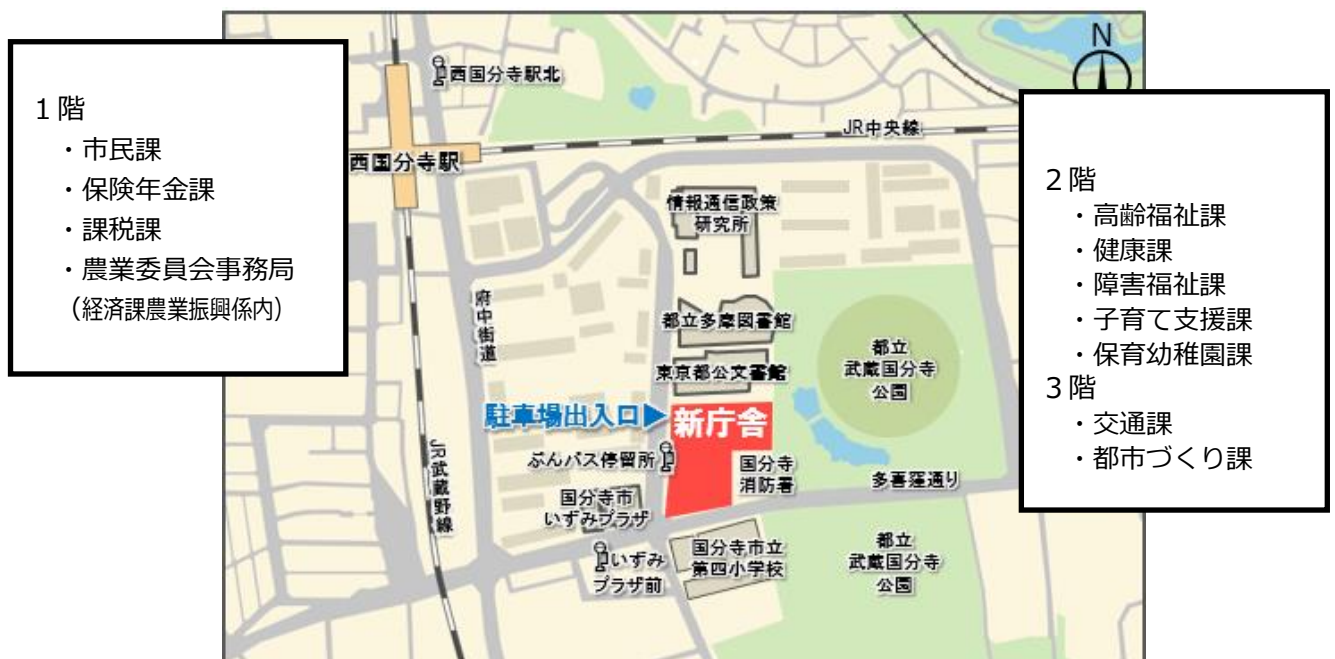 1階
・市民課
・保険年金課
・課税課
・農業委員会事務局
（経済課農業振興係内）
西国分寺駅北
N
JR中央線
西国分寺駅
情報通信政策
研究所
府中街道
都立多摩図書館
東京都公文書館
都立
武蔵国分寺
公園
駐車場出入口▶
新庁舎
ぶんバス停留所
国分寺
消防署
多喜窪通り
JR武蔵野線
国分寺市
いずみプラザ
いずみ
プラザ前
国分寺市立
第四小学校
都立
武蔵国分寺
公園
2階
・高齢福祉課
・健康課
・障害福祉課
・子育て支援課
・保育幼稚園課
3階
・交通課
・都市づくり課